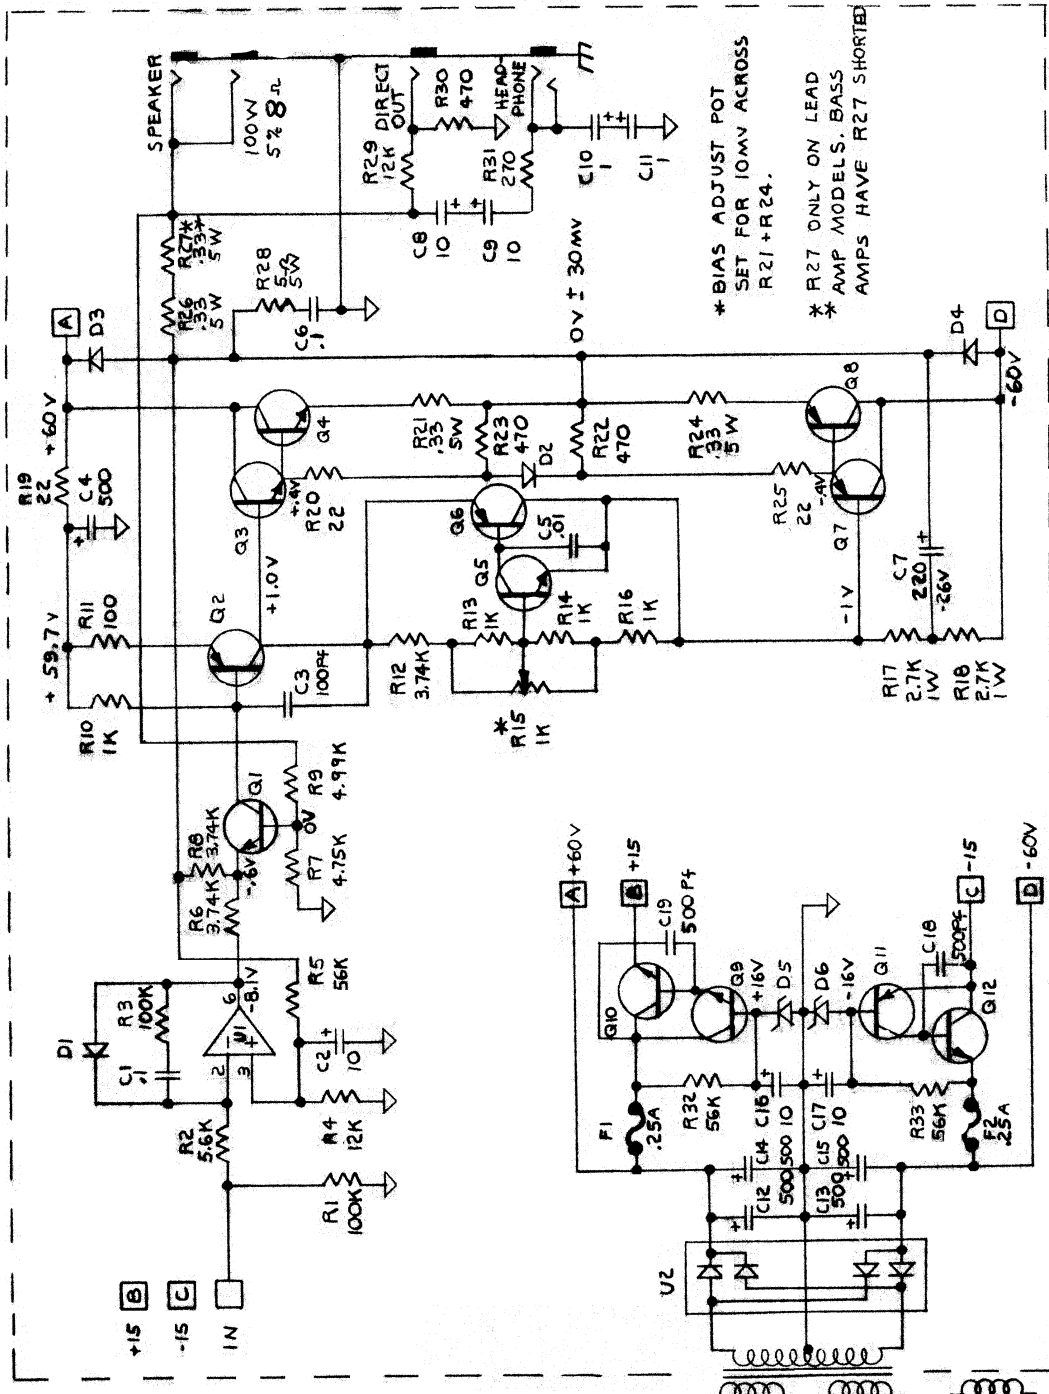 +15 B
-15 C
IN
R1
100K
R2
5.6K
R4
12K
C1
.1
R3
100K
D1
2
3
6
U1
-8.1V
C2
10
R5
56K
R6
3.74K
R8
3.74K
-.6V
Q1
R7
4.75K
0V
R9
4.99K
R10
1K
R11
100
+59.7V
Q2
C3
100Pf
+1.0V
R19
22
C4
500
+60V
A
D3
Q3
Q4
+.4V
R20
22
R12
3.74K
R13
1K
R14
1K
*
R15
1K
R16
1K
Q5
Q6
C5
.01
R21
.33
5W
R23
470
D2
R22
470
R24
.33
5W
R25
22
-.4V
Q7
Q8
-1V
C7
220
-26V
R17
2.7K
1W
R18
2.7K
1W
D4
D
-60V
R26
.33
5W
R27*
.33*
5W
R28
5W
C6
.1
0V ± 30MV
SPEAKER
100W
5% 8Ω
DIRECT
OUT
R29
12K
R30
470
HEAD-
PHONE
R31
270
C8
10
C9
10
C10
1
C11
1
* BIAS ADJUST POT
SET FOR 10MV ACROSS
R21 + R24.
* R27 ONLY ON LEAD
* AMP MODELS. BASS
AMPS HAVE R27 SHORTED
U2
C12
500
C13
500
C14
500
C15
500
C16
10
C17
10
F1
.25A
F2
.25A
R32
56K
R33
56K
Q10
Q9
C19
500Pf
+16V
D5
D6
-16V
Q11
C18
500Pf
Q12
A +60V
B +15
C -15
D -60V